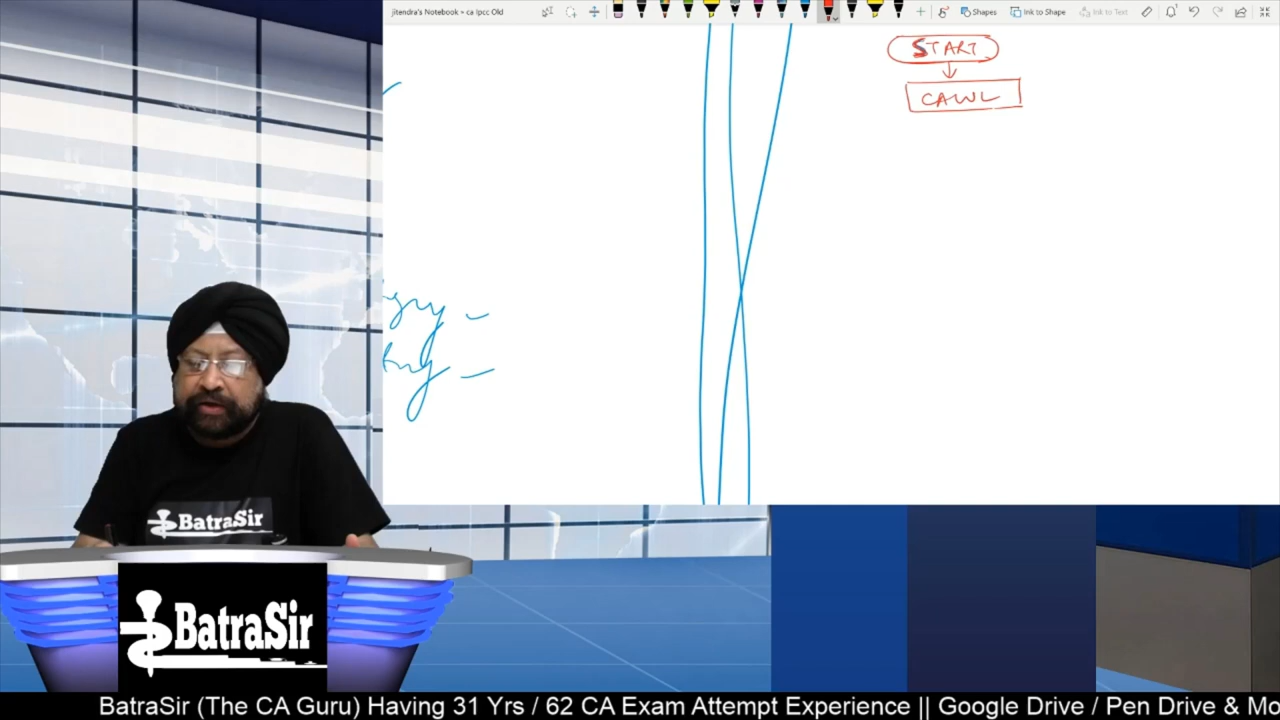 jitendra's Notebook > ca Ipcc Old
Shapes
Ink to Shape
Ink to Text
START
CAWL
BatraSir
BatraSir
BatraSir (The CA Guru) Having 31 Yrs / 62 CA Exam Attempt Experience || Google Drive / Pen Drive & Mo